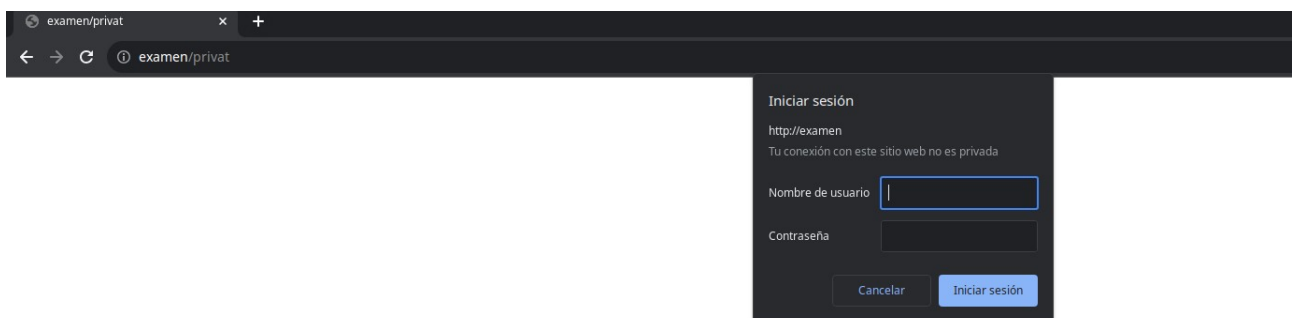 examen/privat
examen/privat
Iniciar sesión
http://examen
Tu conexión con este sitio web no es privada
Nombre de usuario
Contraseña
Cancelar Iniciar sesión